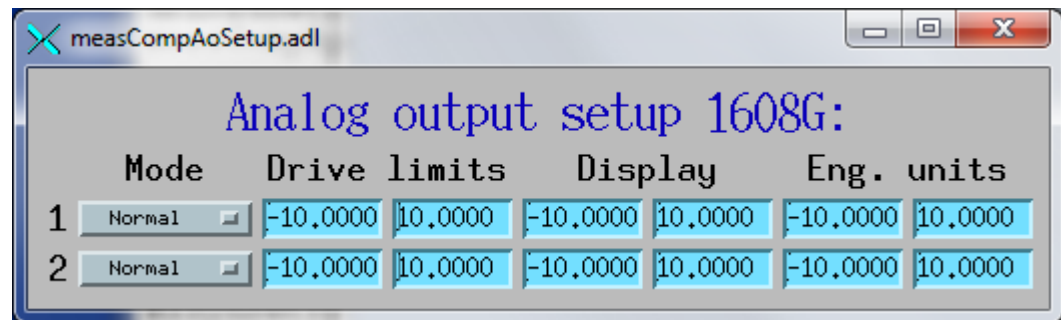 measCompAoSetup.adl
Analog output setup 1608G:
Mode Drive limits Display Eng. units
1 Normal -10.0000 10.0000 -10.0000 10.0000 -10.0000 10.0000
2 Normal -10.0000 10.0000 -10.0000 10.0000 -10.0000 10.0000